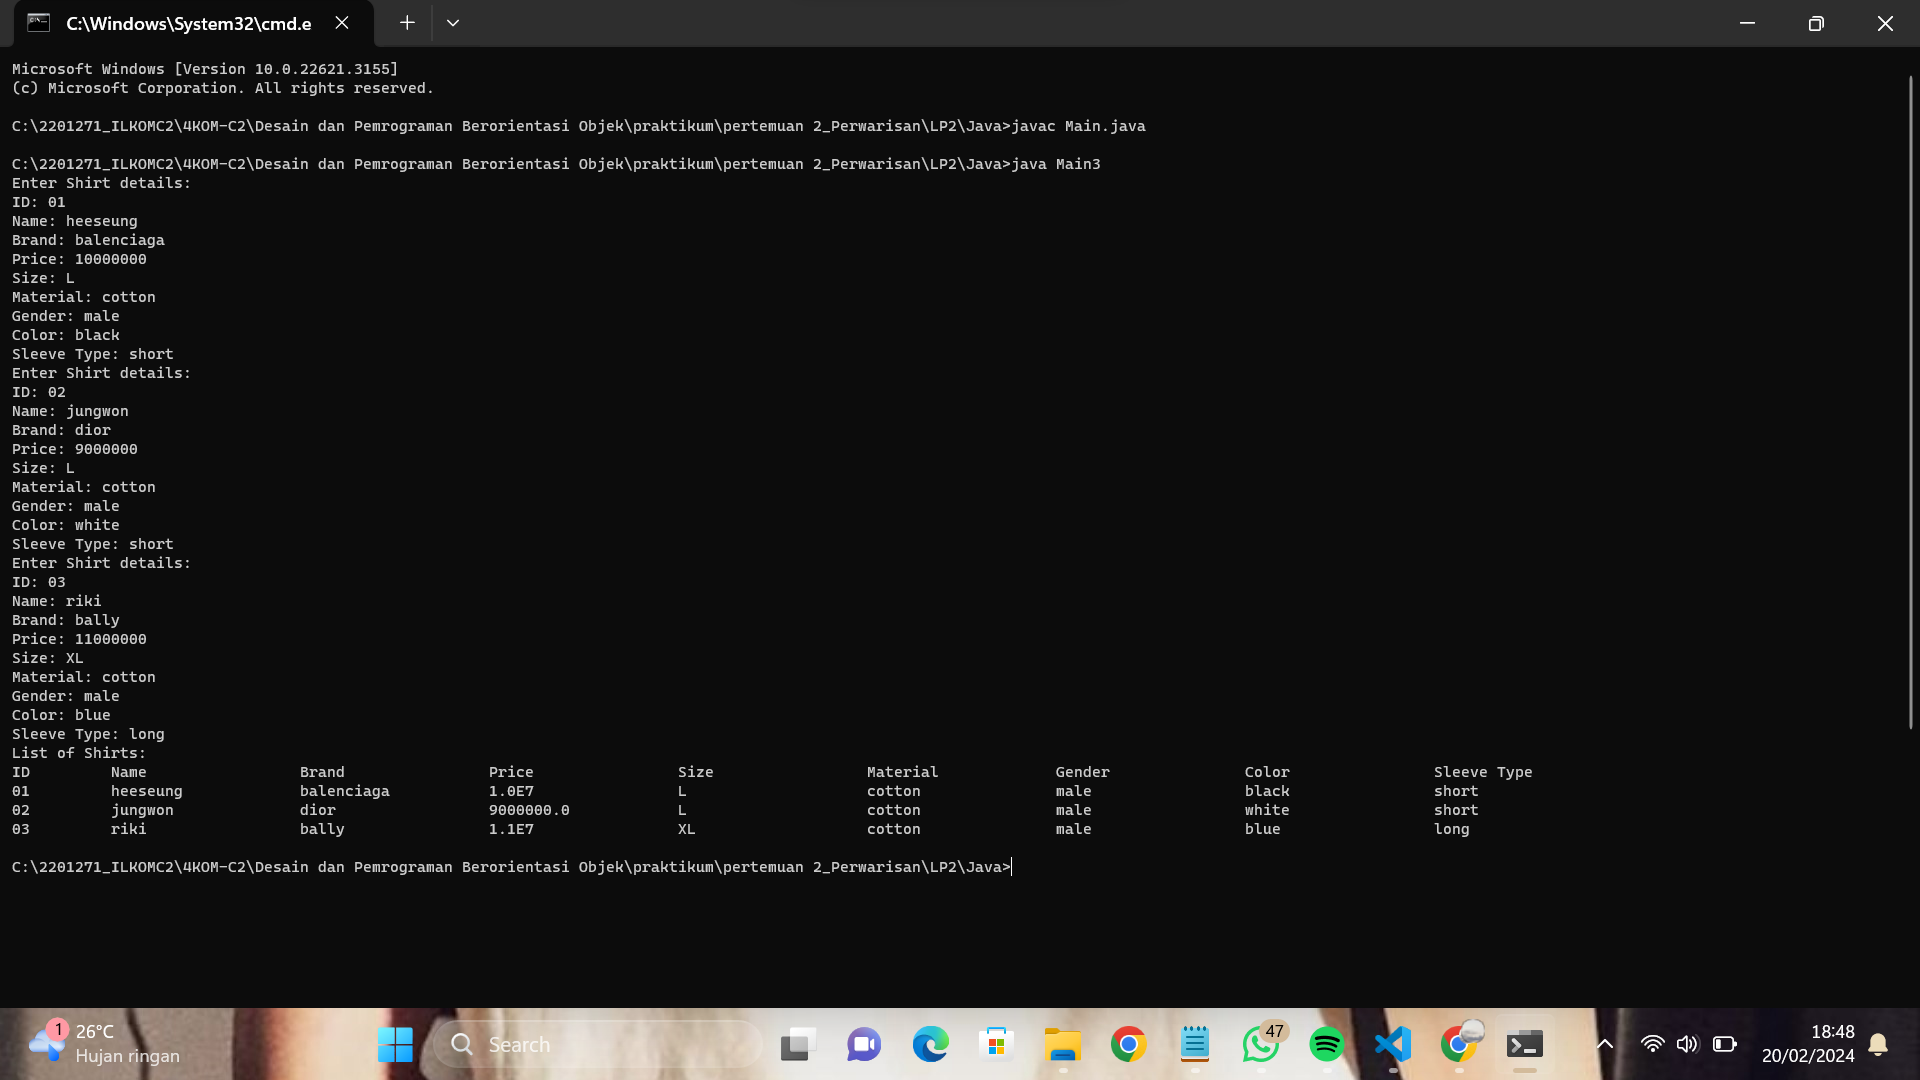 C:\Windows\System32\cmd.e
Microsoft Windows [Version 10.0.22621.3155]
(c) Microsoft Corporation. All rights reserved.
C:\2201271_ILKOMC2\4KOM-C2\Desain dan Pemrograman Berorientasi Objek\praktikum\pertemuan 2_Perwarisan\LP2\Java>javac Main.java
C:\2201271_ILKOMC2\4KOM-C2\Desain dan Pemrograman Berorientasi Objek\praktikum\pertemuan 2_Perwarisan\LP2\Java>java Main3
Enter Shirt details:
ID: 01
Name: heeseung
Brand: balenciaga
Price: 10000000
Size: L
Material: cotton
Gender: male
Color: black
Sleeve Type: short
Enter Shirt details:
ID: 02
Name: jungwon
Brand: dior
Price: 9000000
Size: L
Material: cotton
Gender: male
Color: white
Sleeve Type: short
Enter Shirt details:
ID: 03
Name: riki
Brand: bally
Price: 11000000
Size: XL
Material: cotton
Gender: male
Color: blue
Sleeve Type: long
List of Shirts:
ID Name Brand Price Size Material Gender Color Sleeve Type
01 heeseung balenciaga 1.0E7 L cotton male black short
02 jungwon dior 9000000.0 L cotton male white short
03 riki bally 1.1E7 XL cotton male blue long
C:\2201271_ILKOMC2\4KOM-C2\Desain dan Pemrograman Berorientasi Objek\praktikum\pertemuan 2_Perwarisan\LP2\Java>
1
26°C
Hujan ringan
Search
47
18:48
20/02/2024